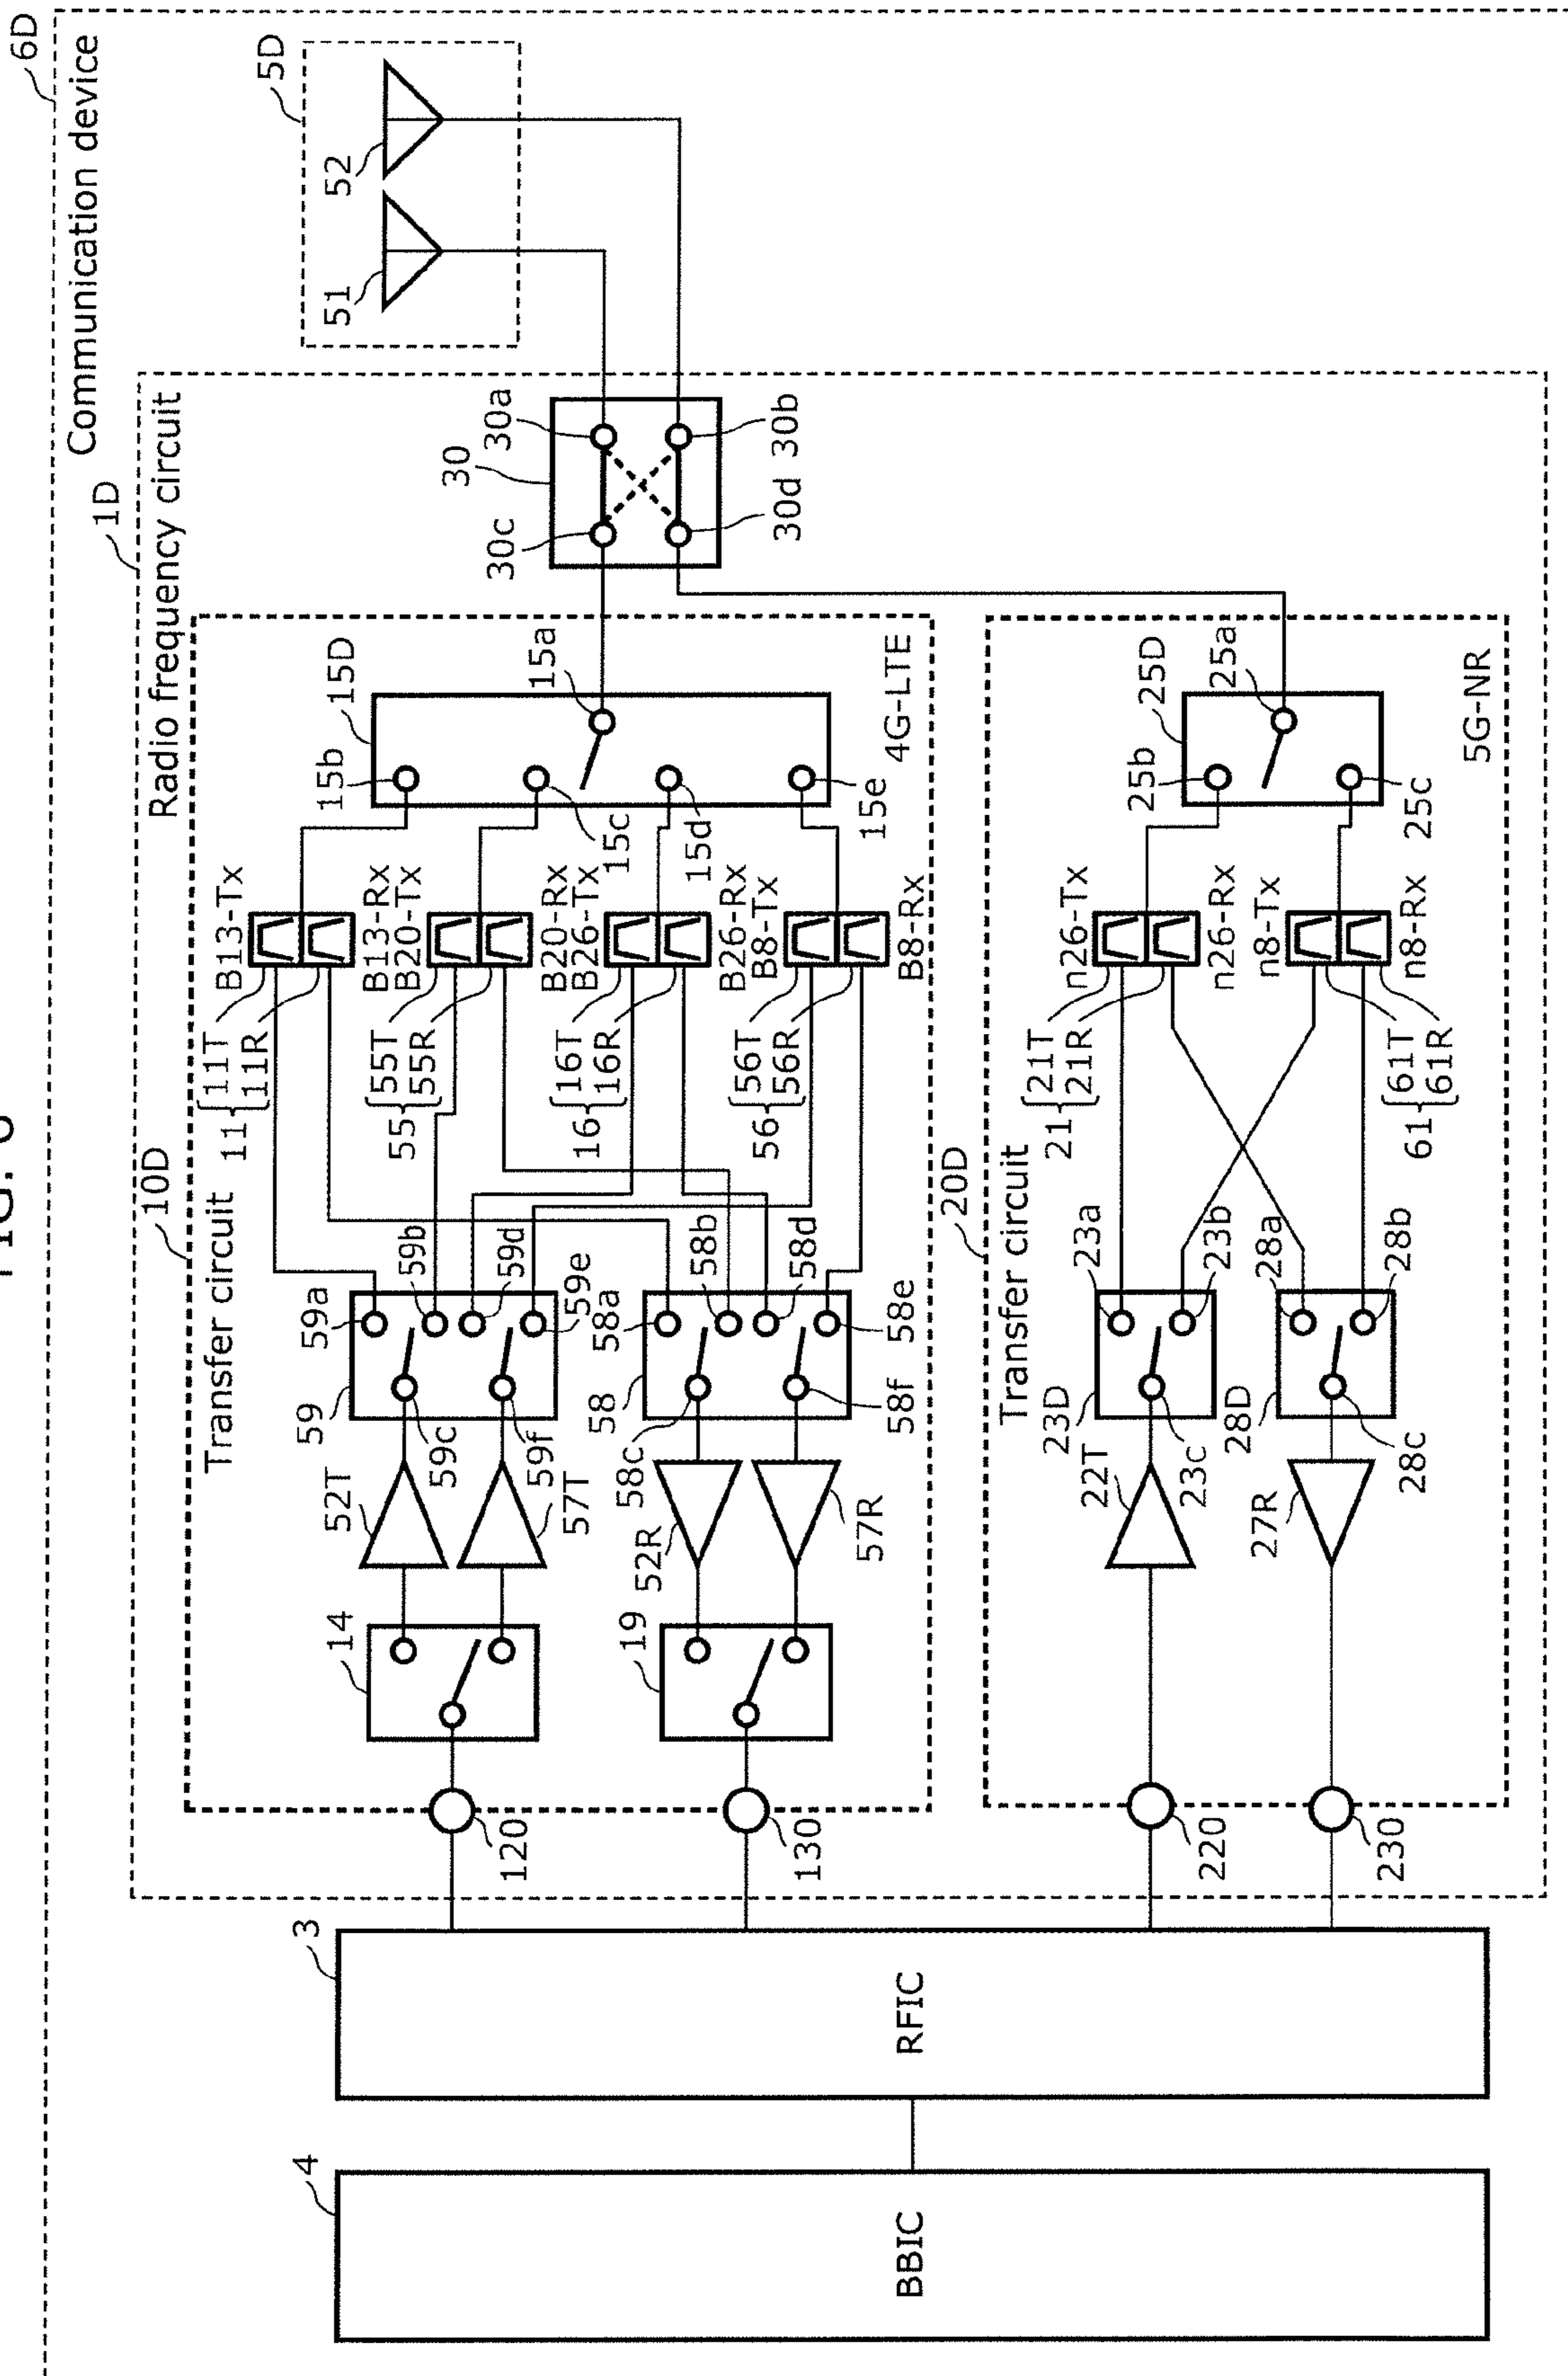 6D
Communication device
1D
Radio frequency circuit
5D
51
52
10D
Transfer circuit
4G-LTE
120
130
14
19
52T
57T
52R
57R
59
59a
59b
59c
59d
59e
59f
58
58a
58b
58c
58d
58e
58f
11
11T
11R
B13-Tx
B13-Rx
55
55T
55R
B20-Tx
B20-Rx
16
16T
16R
B26-Tx
B26-Rx
56
56T
56R
B8-Tx
B8-Rx
15D
15a
15b
15c
15d
15e
30
30a
30b
30c
30d
20D
Transfer circuit
5G-NR
220
230
22T
27R
23D
23a
23b
23c
28D
28a
28b
28c
21
21T
21R
n26-Tx
n26-Rx
61
61T
61R
n8-Tx
n8-Rx
25D
25a
25b
25c
3
RFIC
4
BBIC